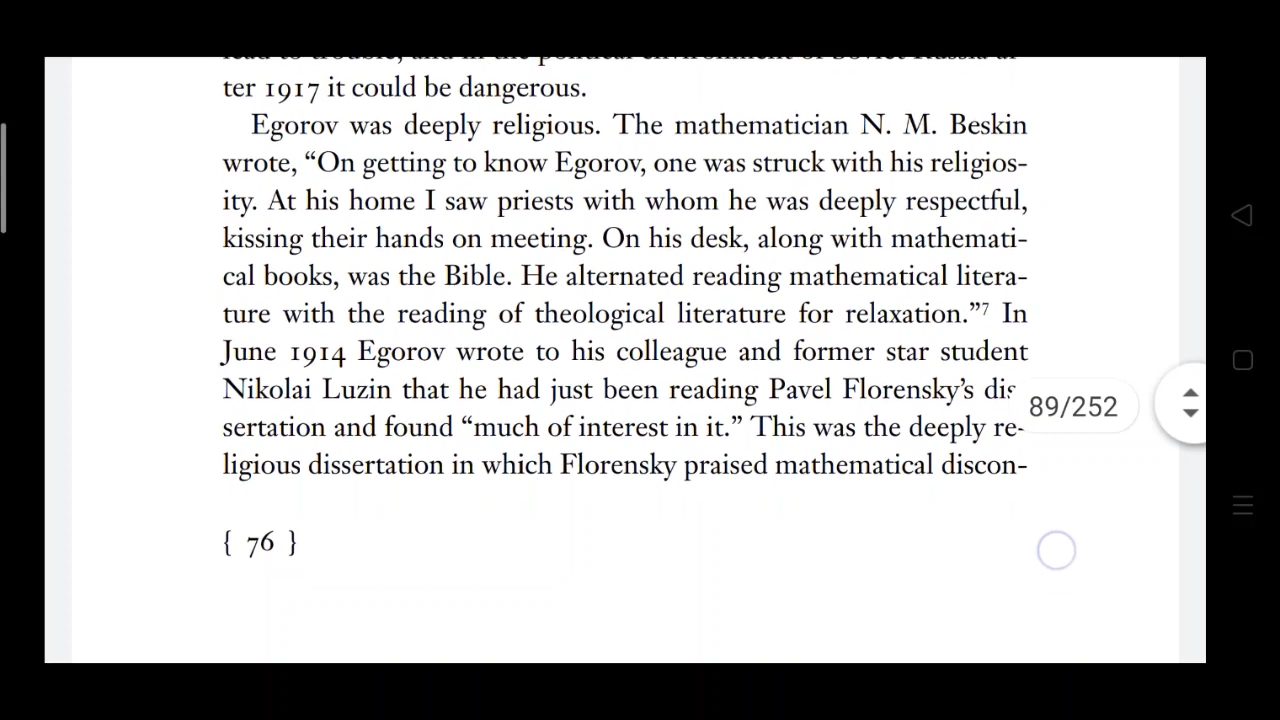 ter 1917 it could be dangerous.
Egorov was deeply religious. The mathematician N. M. Beskin
wrote, “On getting to know Egorov, one was struck with his religios-
ity. At his home I saw priests with whom he was deeply respectful,
kissing their hands on meeting. On his desk, along with mathemati-
cal books, was the Bible. He alternated reading mathematical litera-
ture with the reading of theological literature for relaxation.”7 In
June 1914 Egorov wrote to his colleague and former star student
Nikolai Luzin that he had just been reading Pavel Florensky’s dis
sertation and found “much of interest in it.” This was the deeply re-
ligious dissertation in which Florensky praised mathematical discon-
89/252
{ 76 }